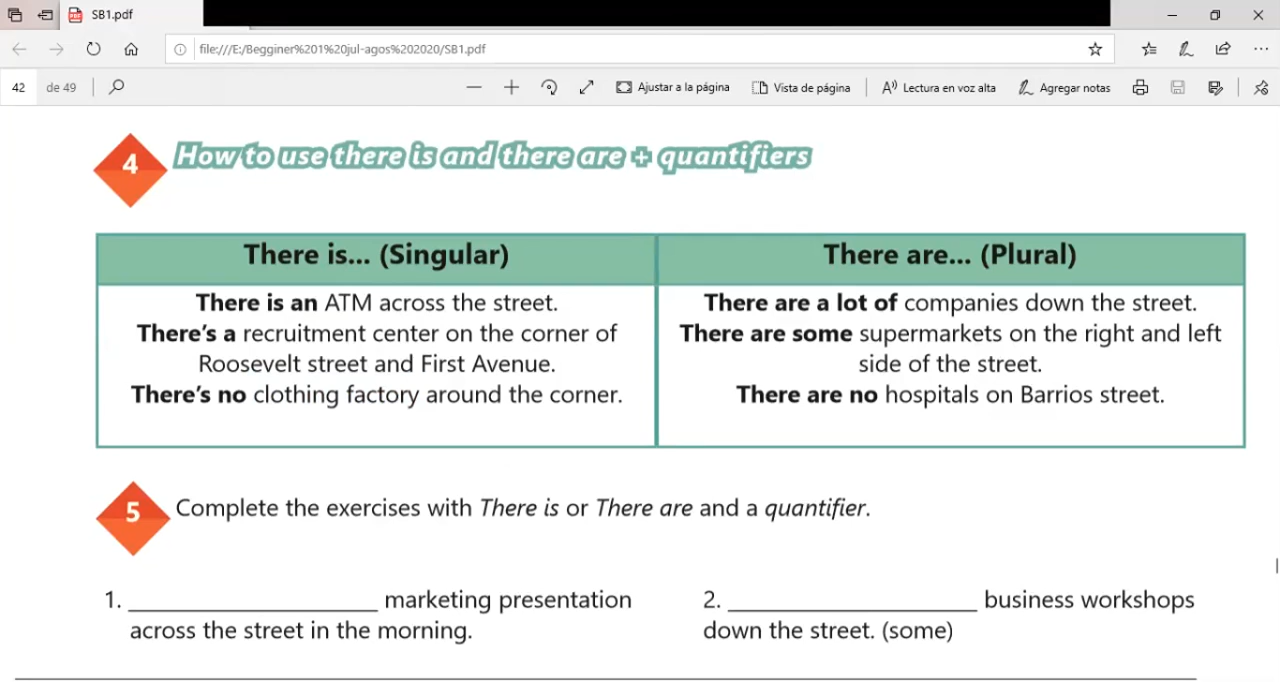 SB1.pdf
file:///E:/Begginer%201%20jul-agos%202020/SB1.pdf
42 de 49 Ajustar a la página Vista de página Lectura en voz alta Agregar notas
4 How to use there is and there are + quantifiers
There is... (Singular)
There is an ATM across the street.
There's a recruitment center on the corner of
Roosevelt street and First Avenue.
There's no clothing factory around the corner.
There are... (Plural)
There are a lot of companies down the street.
There are some supermarkets on the right and left
side of the street.
There are no hospitals on Barrios street.
5 Complete the exercises with There is or There are and a quantifier.
1. ____________________ marketing presentation
across the street in the morning.
2. ____________________ business workshops
down the street. (some)